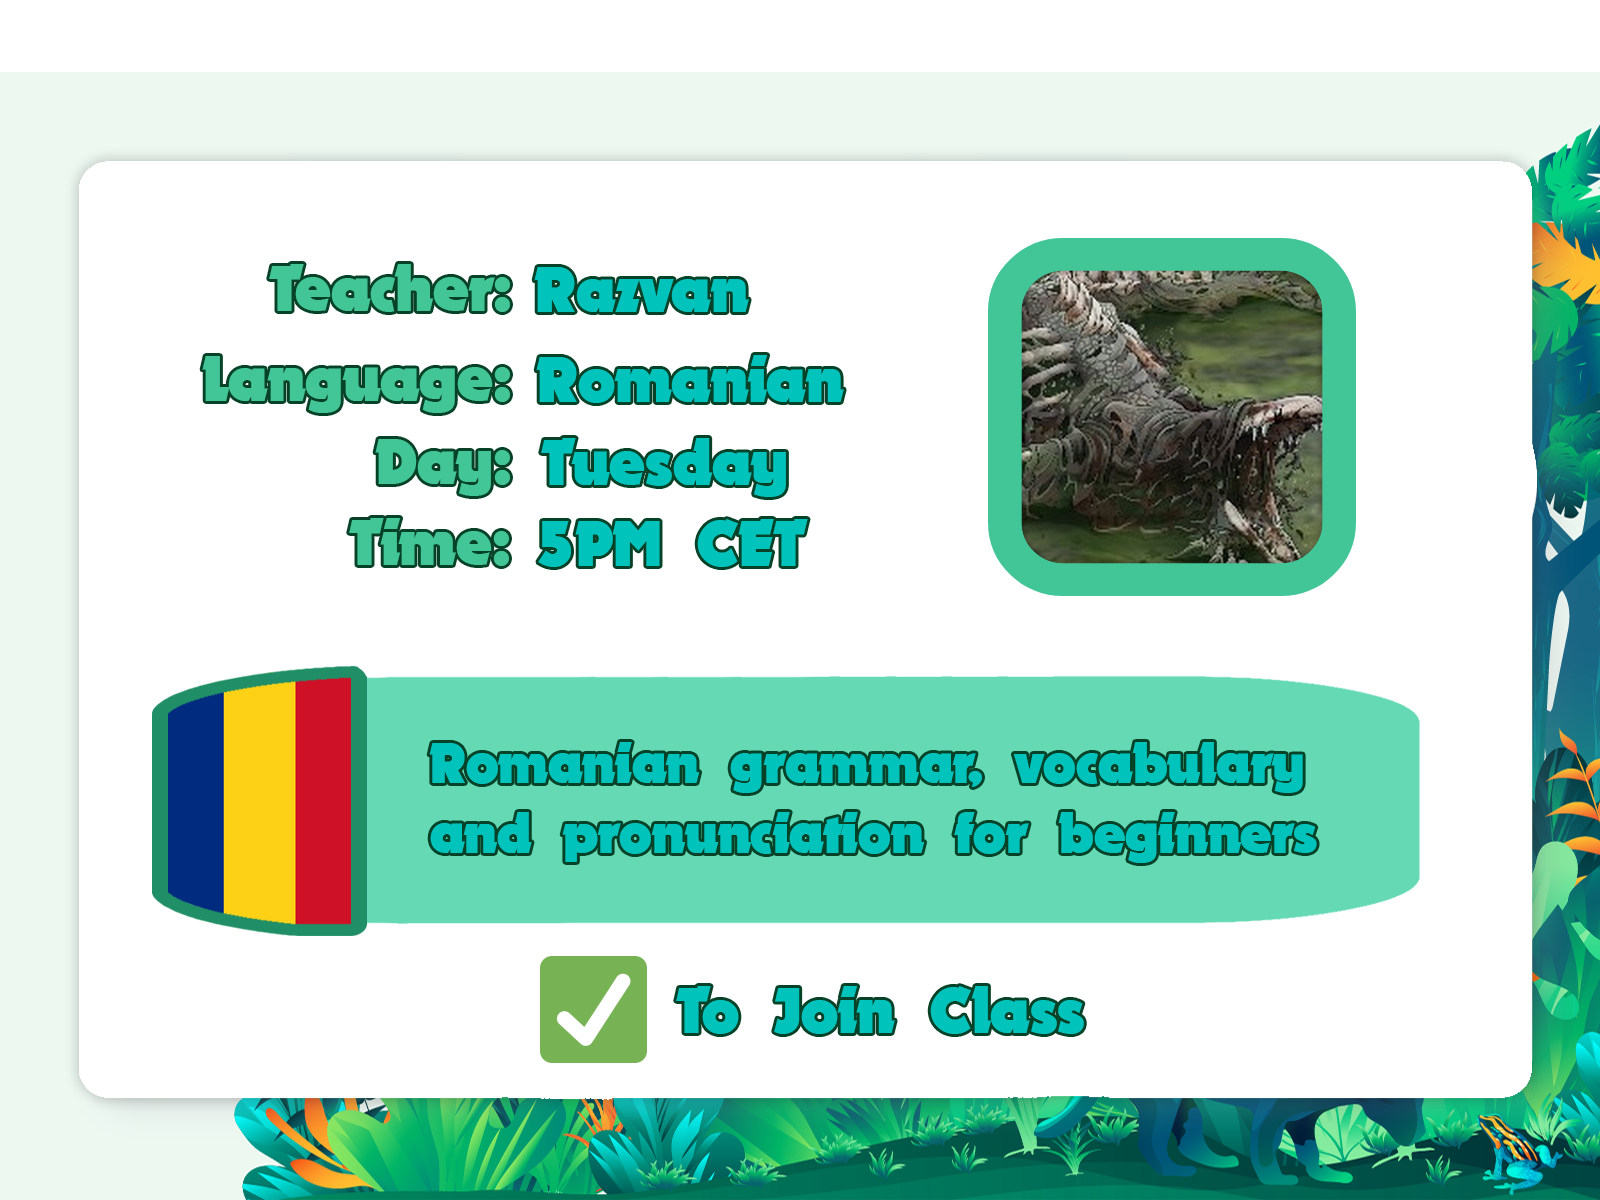 Teacher: Razvan
Language: Romanian
Day: Tuesday
Time: 5PM CET
Romanian grammar, vocabulary
and pronunciation for beginners
To Join Class